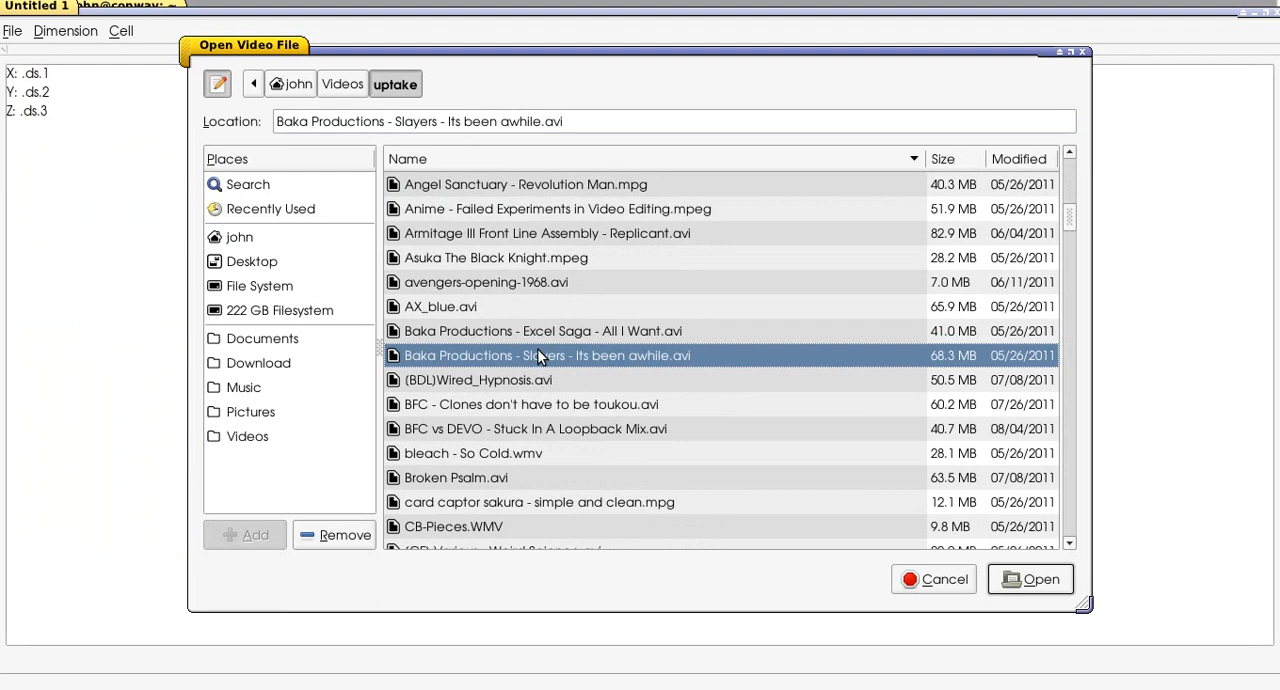 Untitled 1
File Dimension Cell
X: .ds.1
Y: .ds.2
Z: .ds.3
Open Video File
john Videos uptake
Location: Baka Productions - Slayers - Its been awhile.avi
Places
Search
Recently Used
john
Desktop
File System
222 GB Filesystem
Documents
Download
Music
Pictures
Videos
Add Remove
Name Size Modified
Angel Sanctuary - Revolution Man.mpg 40.3 MB 05/26/2011
Anime - Failed Experiments in Video Editing.mpeg 51.9 MB 05/26/2011
Armitage III Front Line Assembly - Replicant.avi 82.9 MB 06/04/2011
Asuka The Black Knight.mpeg 28.2 MB 05/26/2011
avengers-opening-1968.avi 7.0 MB 06/11/2011
AX_blue.avi 65.9 MB 05/26/2011
Baka Productions - Excel Saga - All I Want.avi 41.0 MB 05/26/2011
Baka Productions - Slayers - Its been awhile.avi 68.3 MB 05/26/2011
(BDL)Wired_Hypnosis.avi 50.5 MB 07/08/2011
BFC - Clones don't have to be toukou.avi 60.2 MB 07/26/2011
BFC vs DEVO - Stuck In A Loopback Mix.avi 40.7 MB 08/04/2011
bleach - So Cold.wmv 28.1 MB 05/26/2011
Broken Psalm.avi 63.5 MB 07/08/2011
card captor sakura - simple and clean.mpg 12.1 MB 05/26/2011
CB-Pieces.WMV 9.8 MB 05/26/2011
Cancel Open